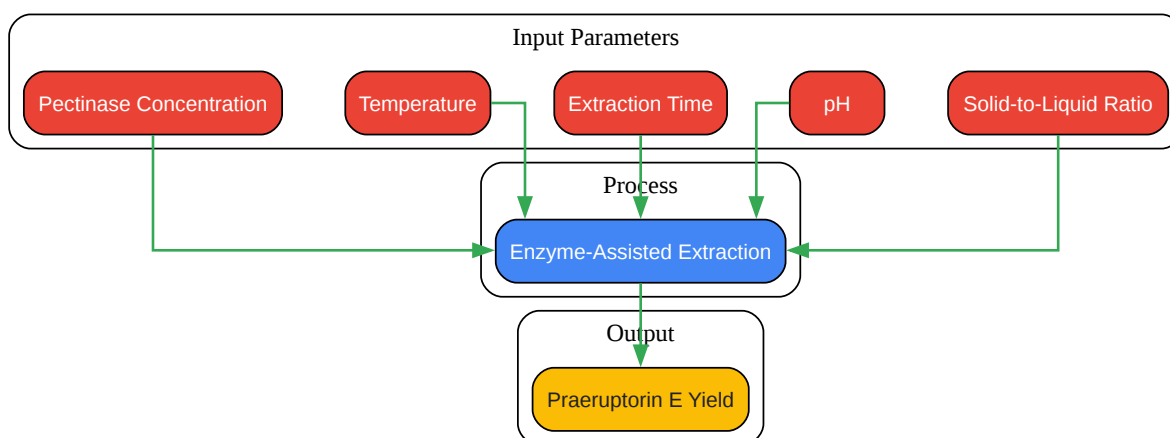 Input Parameters
Pectinase Concentration
Temperature
Extraction Time
pH
Solid-to-Liquid Ratio
Process
Enzyme-Assisted Extraction
Output
Praeruptorin E Yield